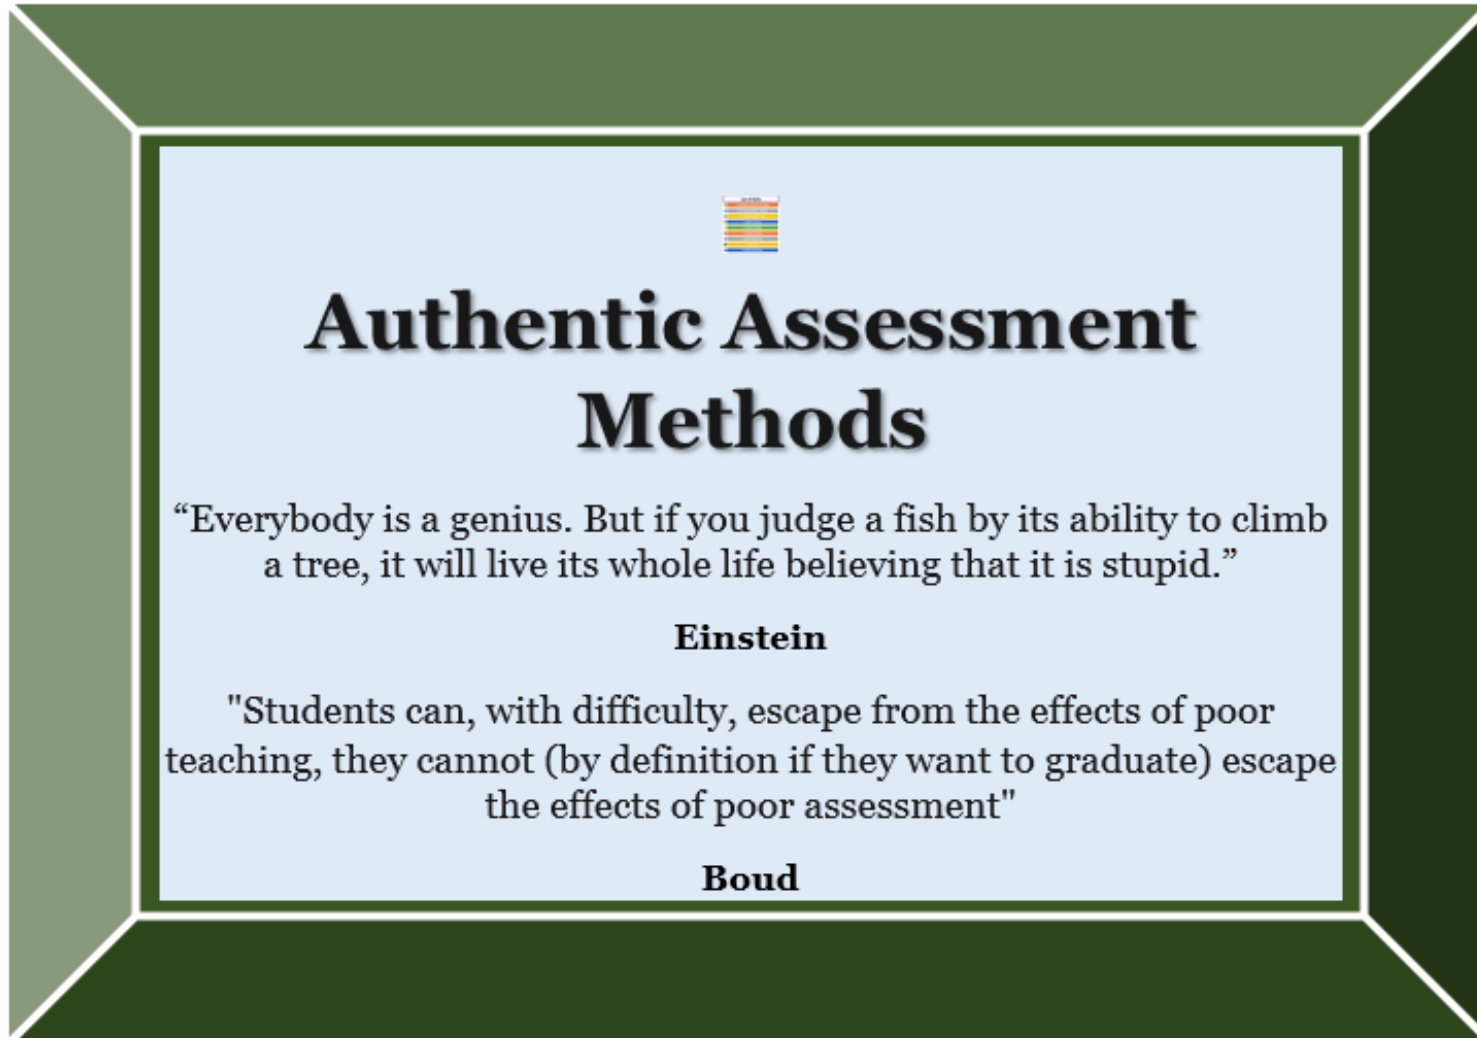 Authentic Assessment
Methods
“Everybody is a genius. But if you judge a fish by its ability to climb
a tree, it will live its whole life believing that it is stupid.”
Einstein
"Students can, with difficulty, escape from the effects of poor
teaching, they cannot (by definition if they want to graduate) escape
the effects of poor assessment"
Boud